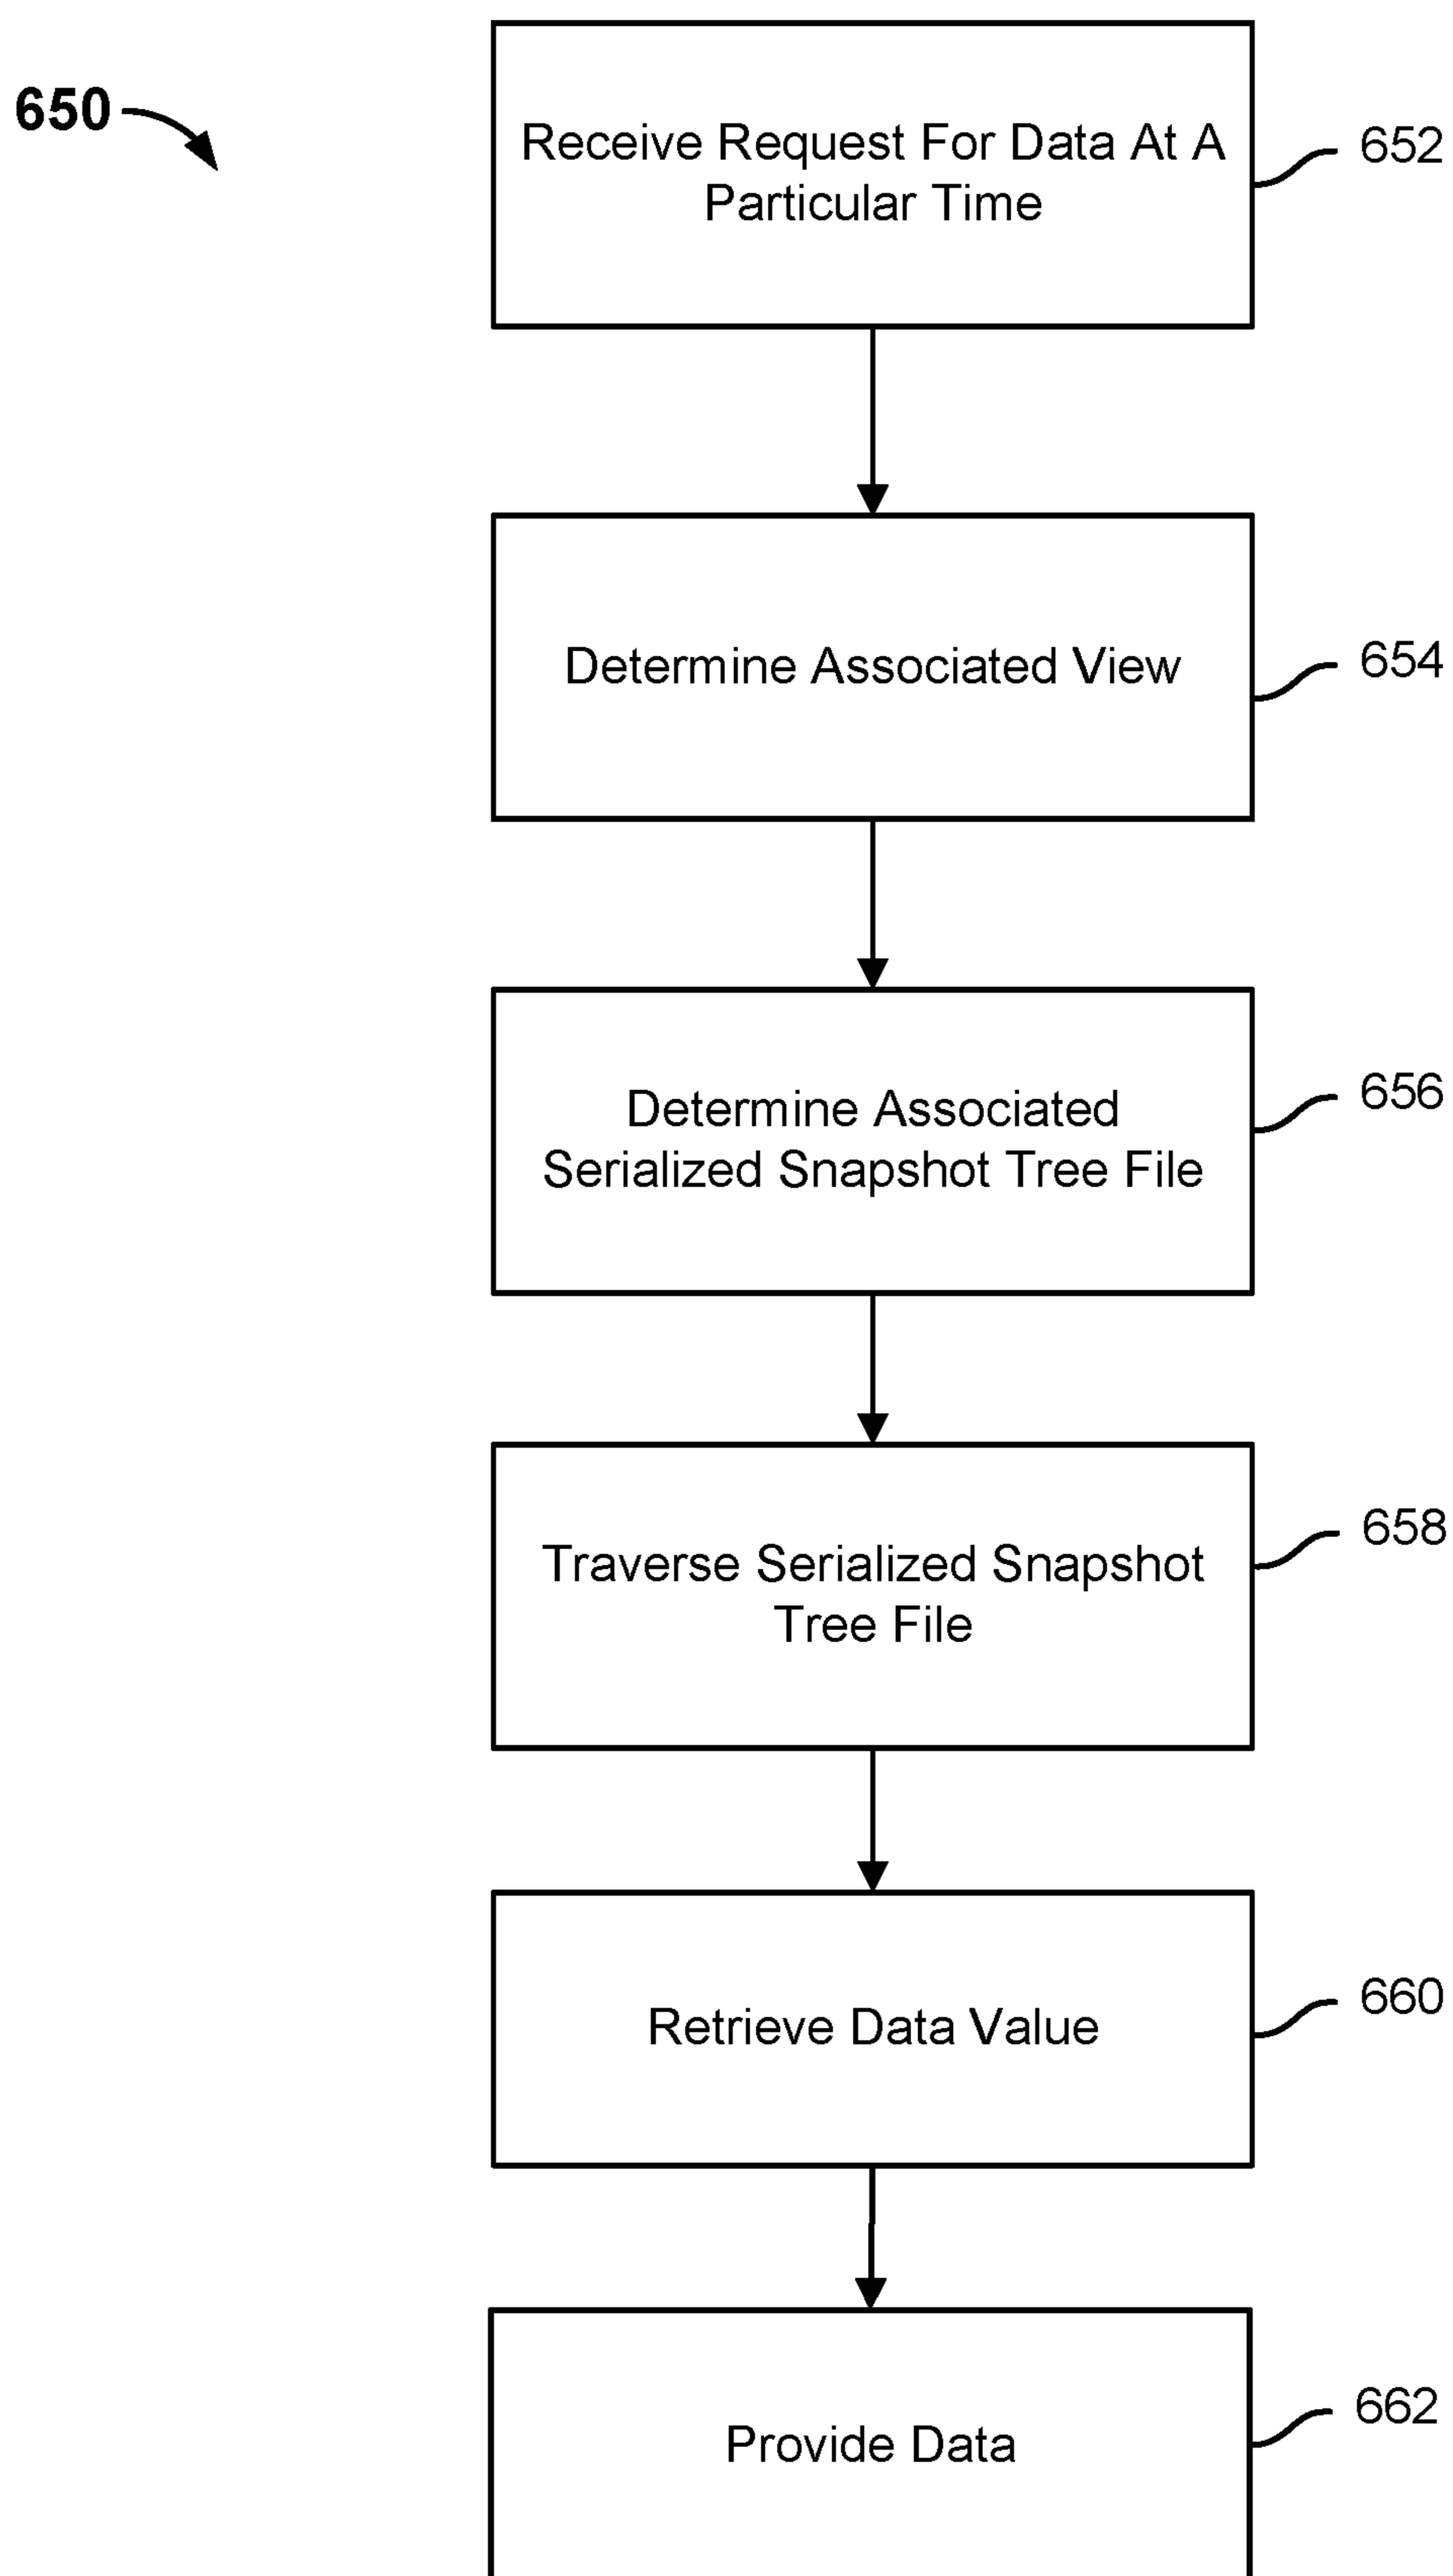 650
Receive Request For Data At A
Particular Time
652
Determine Associated View
654
Determine Associated
Serialized Snapshot Tree File
656
Traverse Serialized Snapshot
Tree File
658
Retrieve Data Value
660
Provide Data
662